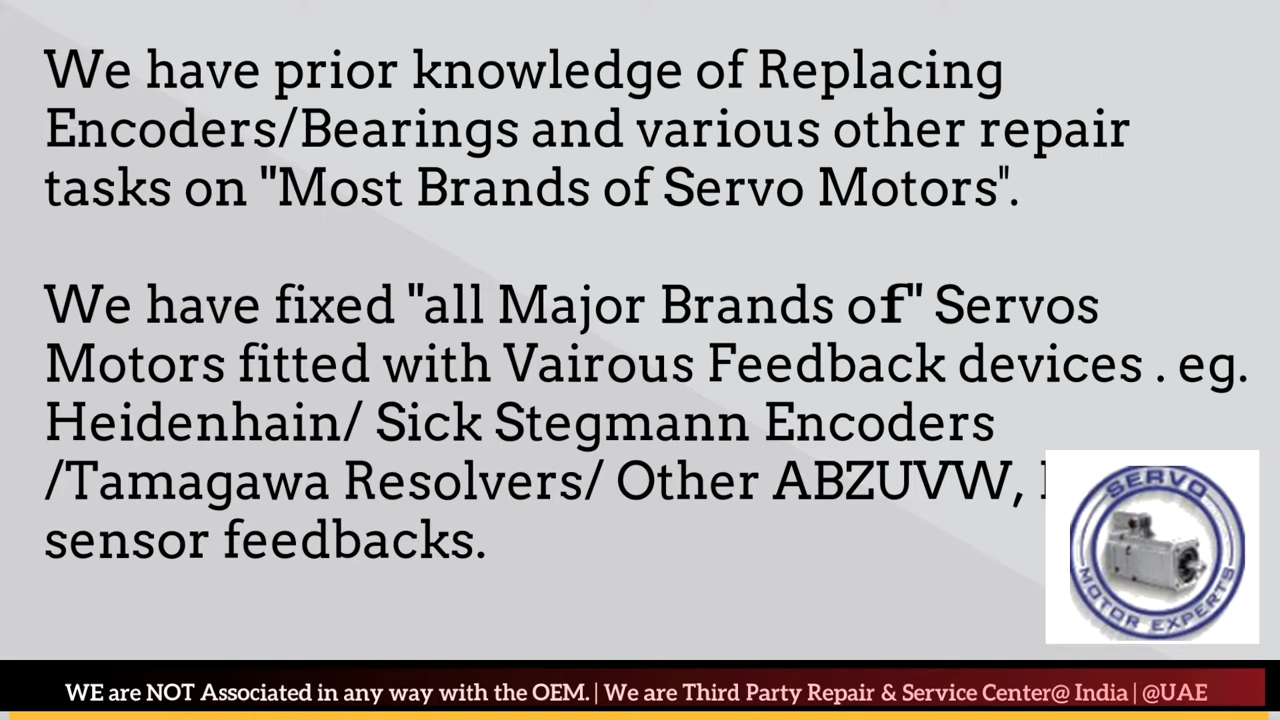 We have prior knowledge of Replacing
Encoders/Bearings and various other repair
tasks on "Most Brands of Servo Motors".
We have fixed "all Major Brands of" Servos
Motors fitted with Vairous Feedback devices . eg.
Heidenhain/ Sick Stegmann Encoders
/Tamagawa Resolvers/ Other ABZUVW,
sensor feedbacks.
SERVO
MOTOR EXPERTS
WE are NOT Associated in any way with the OEM. | We are Third Party Repair & Service Center@ India | @UAE